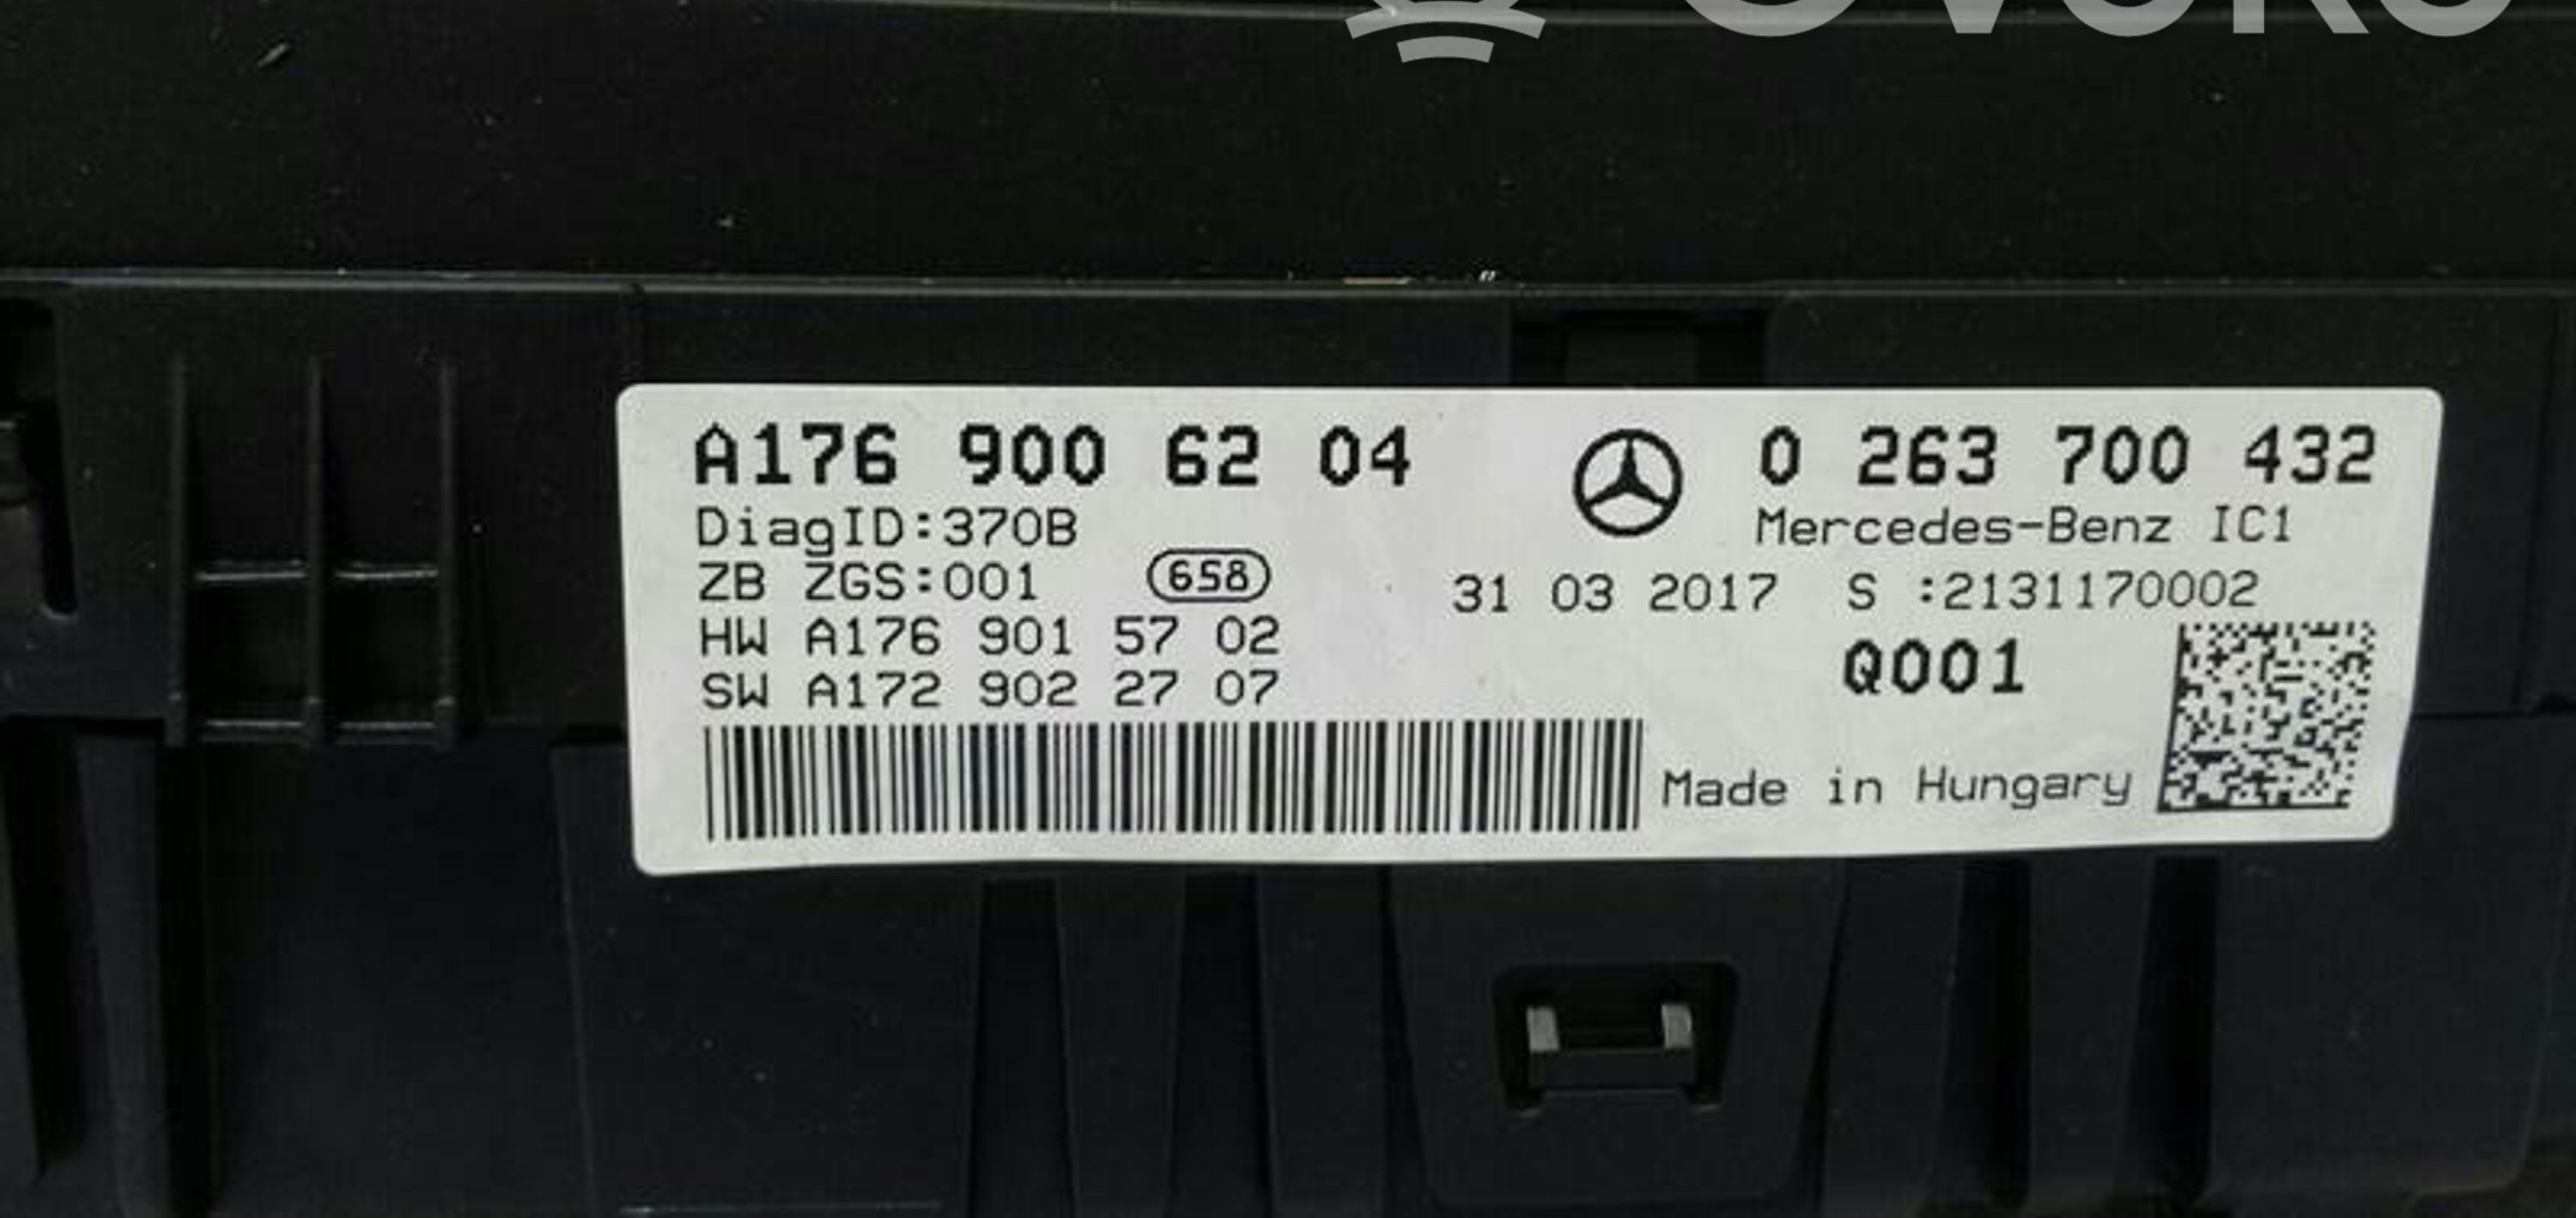 A176 900 62 04
DiagID:370B
ZB ZGS:001 658
HW A176 901 57 02
SW A172 902 27 07
0 263 700 432
Mercedes-Benz IC1
31 03 2017 S :2131170002
Q001
Made in Hungary